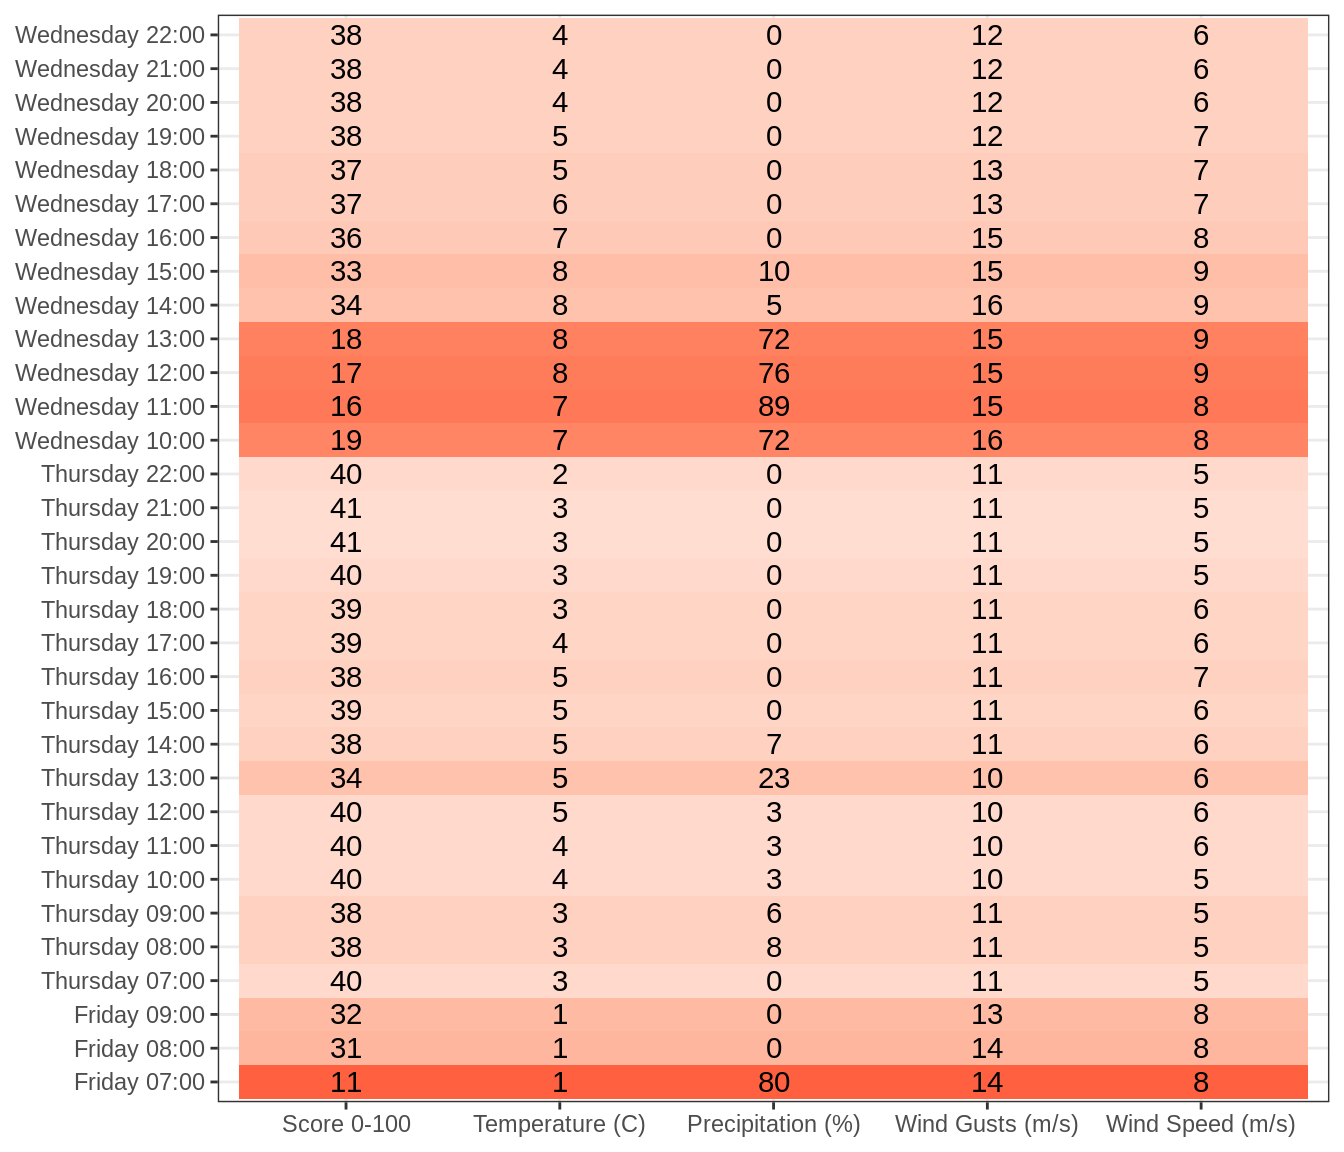 Wednesday 22:00 38 4 0 12 6
Wednesday 21:00 38 4 0 12 6
Wednesday 20:00 38 4 0 12 6
Wednesday 19:00 38 5 0 12 7
Wednesday 18:00 37 5 0 13 7
Wednesday 17:00 37 6 0 13 7
Wednesday 16:00 36 7 0 15 8
Wednesday 15:00 33 8 10 15 9
Wednesday 14:00 34 8 5 16 9
Wednesday 13:00 18 8 72 15 9
Wednesday 12:00 17 8 76 15 9
Wednesday 11:00 16 7 89 15 8
Wednesday 10:00 19 7 72 16 8
Thursday 22:00 40 2 0 11 5
Thursday 21:00 41 3 0 11 5
Thursday 20:00 41 3 0 11 5
Thursday 19:00 40 3 0 11 5
Thursday 18:00 39 3 0 11 6
Thursday 17:00 39 4 0 11 6
Thursday 16:00 38 5 0 11 7
Thursday 15:00 39 5 0 11 6
Thursday 14:00 38 5 7 11 6
Thursday 13:00 34 5 23 10 6
Thursday 12:00 40 5 3 10 6
Thursday 11:00 40 4 3 10 6
Thursday 10:00 40 4 3 10 5
Thursday 09:00 38 3 6 11 5
Thursday 08:00 38 3 8 11 5
Thursday 07:00 40 3 0 11 5
Friday 09:00 32 1 0 13 8
Friday 08:00 31 1 0 14 8
Friday 07:00 11 1 80 14 8
Score 0-100 Temperature (C) Precipitation (%) Wind Gusts (m/s) Wind Speed (m/s)